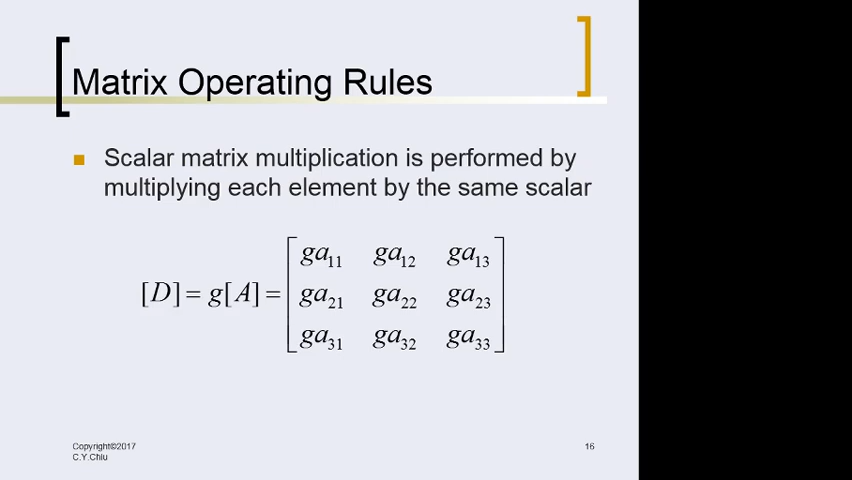 Matrix Operating Rules
Scalar matrix multiplication is performed by
multiplying each element by the same scalar
ga₁₁ ga₁₂ ga₁₃
[D] = g[A] = ga₂₁ ga₂₂ ga₂₃
ga₃₁ ga₃₂ ga₃₃
Copyright©2017
C.Y.Chiu
16